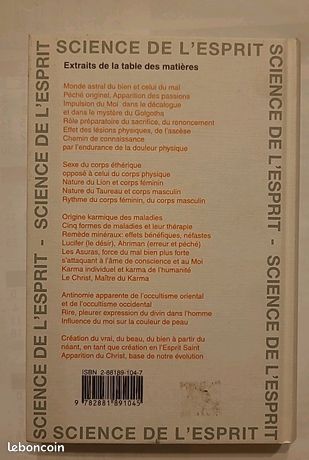 SCIENCE DE L'ESPRIT
Extraits de la table des matières
Monde astral du bien et celui du mal
Péché originel, Apparition des passions
Impulsion du Moi dans le décalogue
et dans le mystère du Golgotha
Rôle préparatoire du sacrifice, du renoncement
Effet des lésions physiques, de l'ascèse
Chemin de connaissance
par l'endurance de la douleur physique
Sexe du corps éthérique
opposé à celui du corps physique
Nature du Lion et corps féminin
Nature du Taureau et corps masculin
Rythme du corps féminin, du corps masculin
Origine karmique des maladies
Cinq formes de maladies et leur thérapie
Remède minéraux: effets bénéfiques, néfastes
Lucifer (le désir), Ahriman (erreur et péché)
Les Asuras, force du mal bien plus forte
s'attaquant à l'âme de conscience et au Moi
Karma individuel et karma de l'humanité
Le Christ, Maître du Karma
Antinomie apparente de l'occultisme oriental
et de l'occultisme occidental
Rire, pleurer expression du divin dans l'homme
Influence du moi sur la couleur de peau
Création du vrai, du beau, du bien à partir du
néant, en tant que création en l'Esprit Saint
Apparition du Christ, base de notre évolution
ISBN 2-88189-104-7
9 782881 891045
SCIENCE DE L'ESPRIT - SCIENCE DE L'ESPRIT
SCIENCE DE L'ESPRIT - SCIENCE DE L'ESPRIT
SCIENCE DE L'ESPRIT
leboncoin